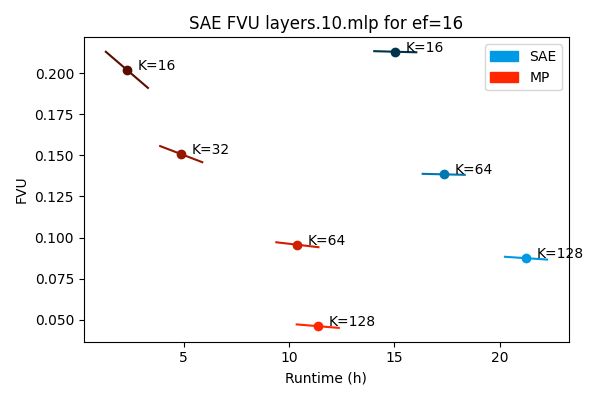 SAE FVU layers.10.mlp for ef=16
FVU
0.200
0.175
0.150
0.125
0.100
0.075
0.050
K=16
K=32
K=64
K=128
K=16
K=64
K=128
SAE
MP
5
10
15
20
Runtime (h)